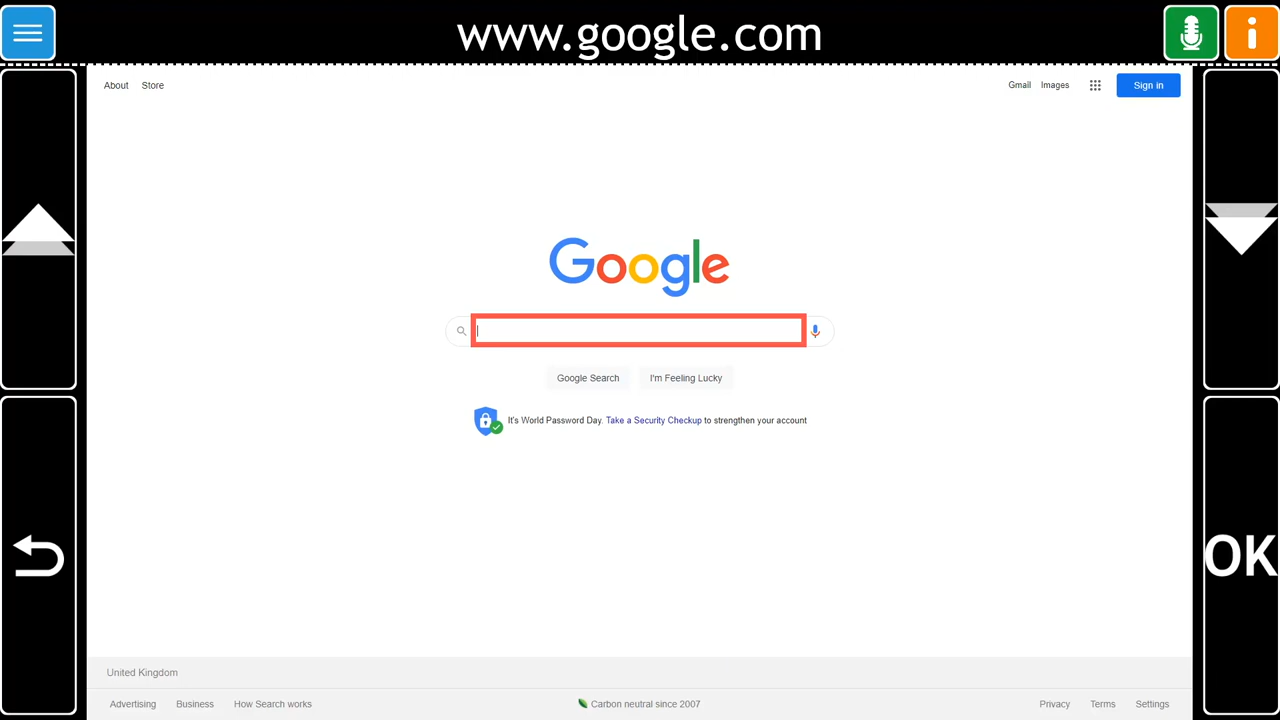 www.google.com
About Store Gmail Images Sign in
Google
Google Search I'm Feeling Lucky
It's World Password Day. Take a Security Checkup to strengthen your account
OK
United Kingdom
Advertising Business How Search works Carbon neutral since 2007 Privacy Terms Settings